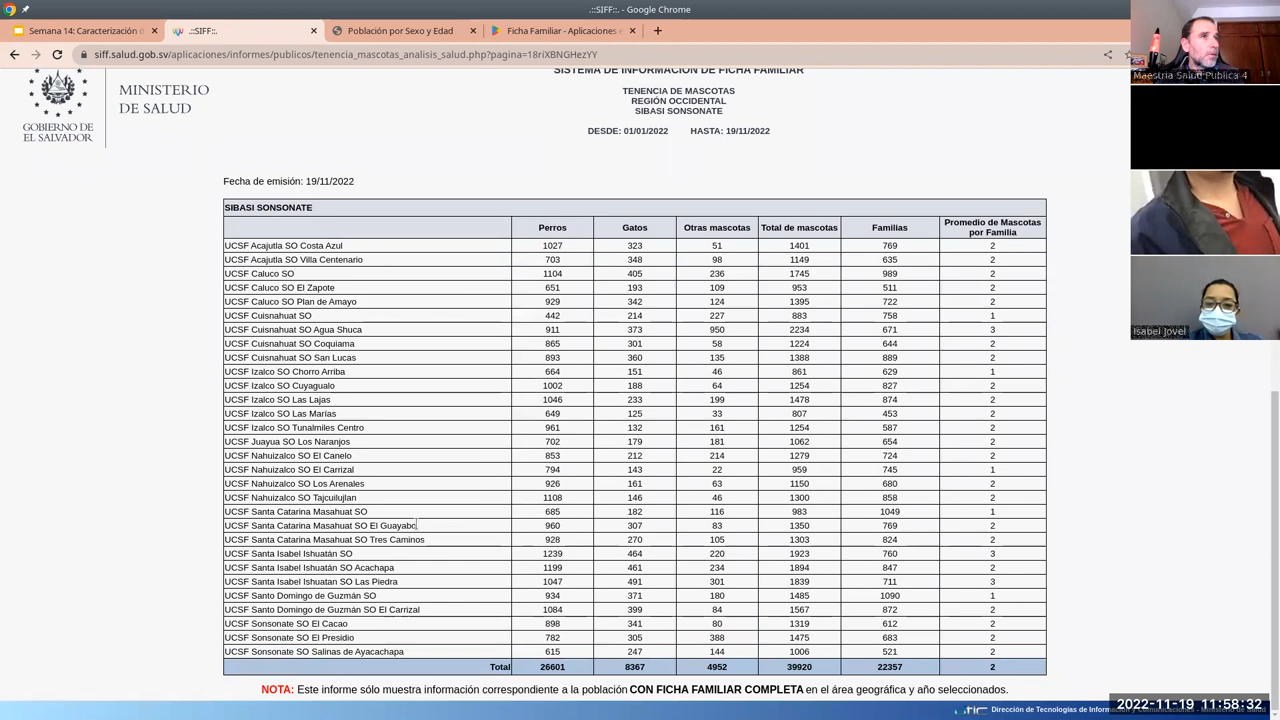 .::SIFF::. - Google Chrome
Semana 14: Caracterización d
.::SIFF::.
Población por Sexo y Edad
Ficha Familiar - Aplicaciones e
siff.salud.gob.sv/aplicaciones/informes/publicos/tenencia_mascotas_analisis_salud.php?pagina=18riXBNGHezYY
Maestria Salud Publica 4
Isabel Jovel
GOBIERNO DE
EL SALVADOR
MINISTERIO
DE SALUD
SISTEMA DE INFORMACIÓN DE FICHA FAMILIAR
TENENCIA DE MASCOTAS
REGIÓN OCCIDENTAL
SIBASI SONSONATE
DESDE: 01/01/2022 HASTA: 19/11/2022
Fecha de emisión: 19/11/2022
SIBASI SONSONATE
Perros Gatos Otras mascotas Total de mascotas Familias Promedio de Mascotas por Familia
UCSF Acajutla SO Costa Azul 1027 323 51 1401 769 2
UCSF Acajutla SO Villa Centenario 703 348 98 1149 635 2
UCSF Caluco SO 1104 405 236 1745 989 2
UCSF Caluco SO El Zapote 651 193 109 953 511 2
UCSF Caluco SO Plan de Amayo 929 342 124 1395 722 2
UCSF Cuisnahuat SO 442 214 227 883 758 1
UCSF Cuisnahuat SO Agua Shuca 911 373 950 2234 671 3
UCSF Cuisnahuat SO Coquiama 865 301 58 1224 644 2
UCSF Cuisnahuat SO San Lucas 893 360 135 1388 889 2
UCSF Izalco SO Chorro Arriba 664 151 46 861 629 1
UCSF Izalco SO Cuyagualo 1002 188 64 1254 827 2
UCSF Izalco SO Las Lajas 1046 233 199 1478 874 2
UCSF Izalco SO Las Marías 649 125 33 807 453 2
UCSF Izalco SO Tunalmiles Centro 961 132 161 1254 587 2
UCSF Juayua SO Los Naranjos 702 179 181 1062 654 2
UCSF Nahuizalco SO El Canelo 853 212 214 1279 724 2
UCSF Nahuizalco SO El Carrizal 794 143 22 959 745 1
UCSF Nahuizalco SO Los Arenales 926 161 63 1150 680 2
UCSF Nahuizalco SO Tajcuilujlan 1108 146 46 1300 858 2
UCSF Santa Catarina Masahuat SO 685 182 116 983 1049 1
UCSF Santa Catarina Masahuat SO El Guayabo 960 307 83 1350 769 2
UCSF Santa Catarina Masahuat SO Tres Caminos 928 270 105 1303 824 2
UCSF Santa Isabel Ishuatán SO 1239 464 220 1923 760 3
UCSF Santa Isabel Ishuatán SO Acachapa 1199 461 234 1894 847 2
UCSF Santa Isabel Ishuatan SO Las Piedra 1047 491 301 1839 711 3
UCSF Santo Domingo de Guzmán SO 934 371 180 1485 1090 1
UCSF Santo Domingo de Guzmán SO El Carrizal 1084 399 84 1567 872 2
UCSF Sonsonate SO El Cacao 898 341 80 1319 612 2
UCSF Sonsonate SO El Presidio 782 305 388 1475 683 2
UCSF Sonsonate SO Salinas de Ayacachapa 615 247 144 1006 521 2
Total 26601 8367 4952 39920 22357 2
NOTA: Este informe sólo muestra información correspondiente a la población CON FICHA FAMILIAR COMPLETA en el área geográfica y año seleccionados.
Dirección de Tecnologías de
2022-11-19 11:58:32